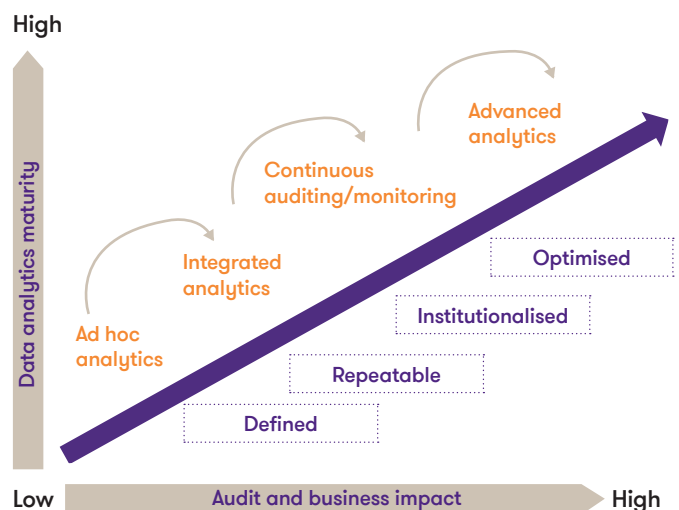 High
Advanced
analytics
Continuous
auditing/monitoring
Integrated
analytics
Ad hoc
analytics
Data analytics maturity
Optimised
Institutionalised
Repeatable
Defined
Low
Audit and business impact
High